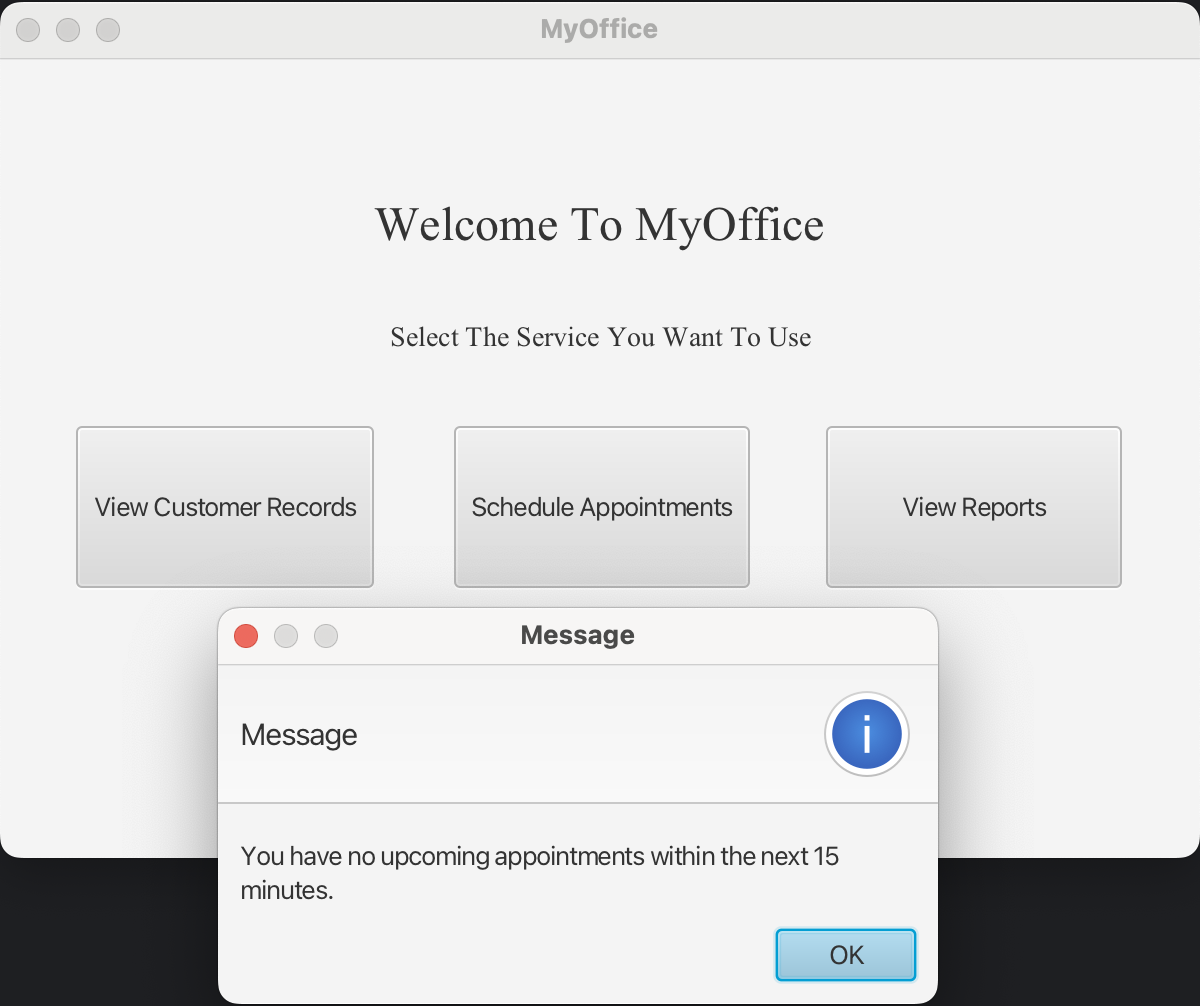 MyOffice
Welcome To MyOffice
Select The Service You Want To Use
View Customer Records
Schedule Appointments
View Reports
Message
Message
i
You have no upcoming appointments within the next 15
minutes.
OK